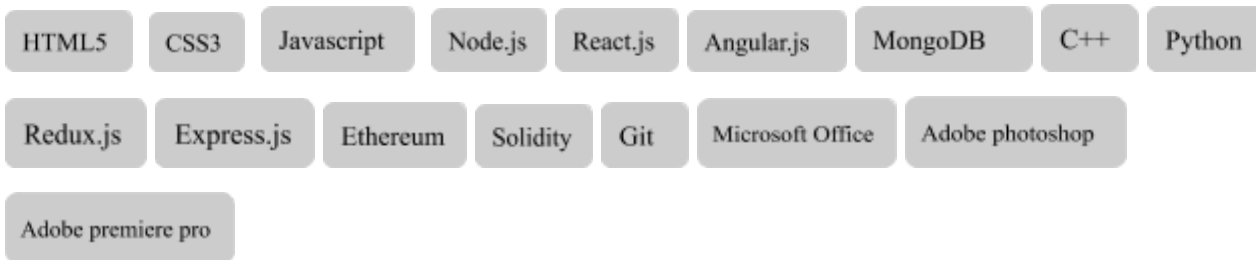 HTML5 CSS3 Javascript Node.js React.js Angular.js MongoDB C++ Python
Redux.js Express.js Ethereum Solidity Git Microsoft Office Adobe photoshop
Adobe premiere pro